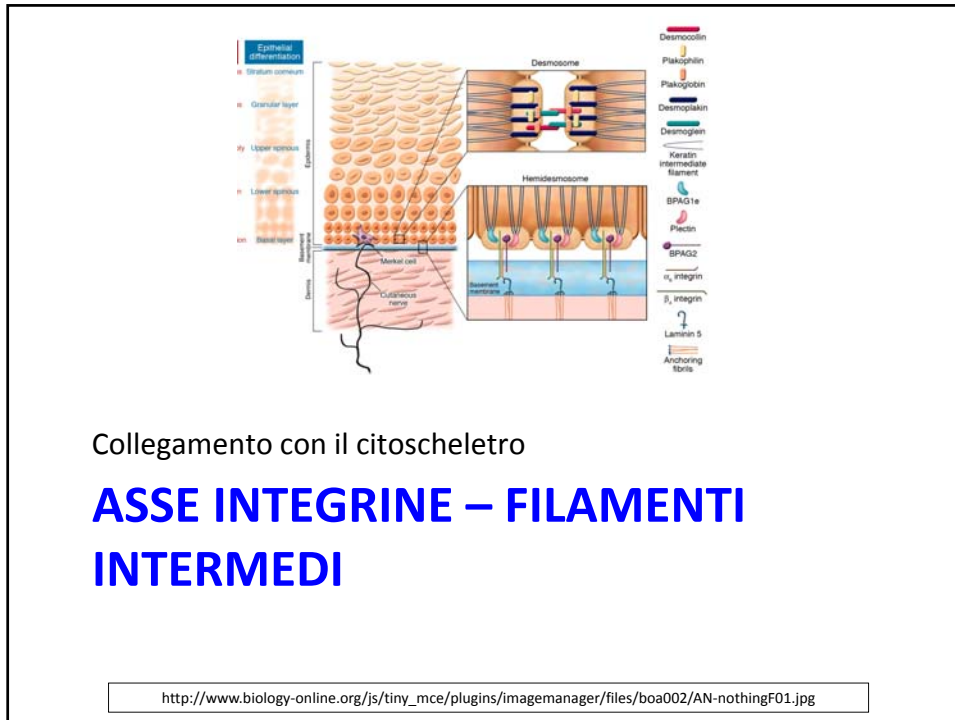 Epithelial
differentiation
Stratum corneum
Granular layer
Upper spinous
Lower spinous
Basal layer
Epidermis
Basement
membrane
Dermis
Merkel cell
Cutaneous
nerve
Desmosome
Hemidesmosome
Basement
membrane
Desmocollin
Plakophilin
Plakoglobin
Desmoplakin
Desmoglein
Keratin
intermediate
filament
BPAG1e
Plectin
BPAG2
α₆ integrin
β₄ integrin
Laminin 5
Anchoring
fibrils
Collegamento con il citoscheletro
ASSE INTEGRINE – FILAMENTI
INTERMEDI
http://www.biology-online.org/js/tiny_mce/plugins/imagemanager/files/boa002/AN-nothingF01.jpg